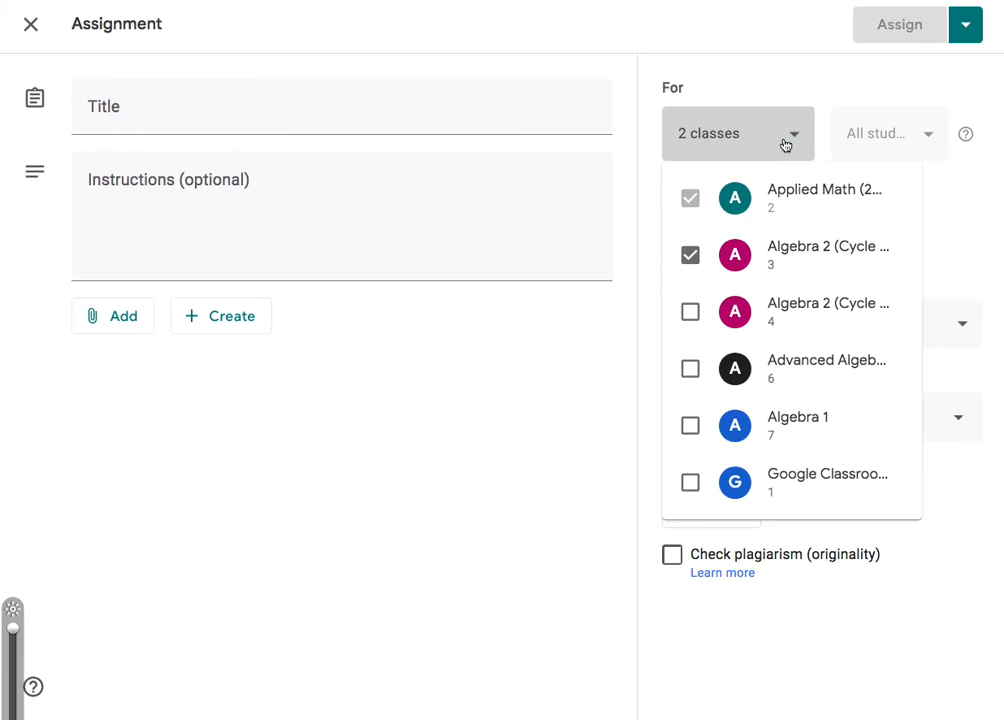 Assignment
Assign
Title
Instructions (optional)
Add
Create
For
2 classes
All stud...
A
Applied Math (2...
2
A
Algebra 2 (Cycle ...
3
A
Algebra 2 (Cycle ...
4
A
Advanced Algeb...
6
A
Algebra 1
7
G
Google Classroo...
1
Check plagiarism (originality)
Learn more